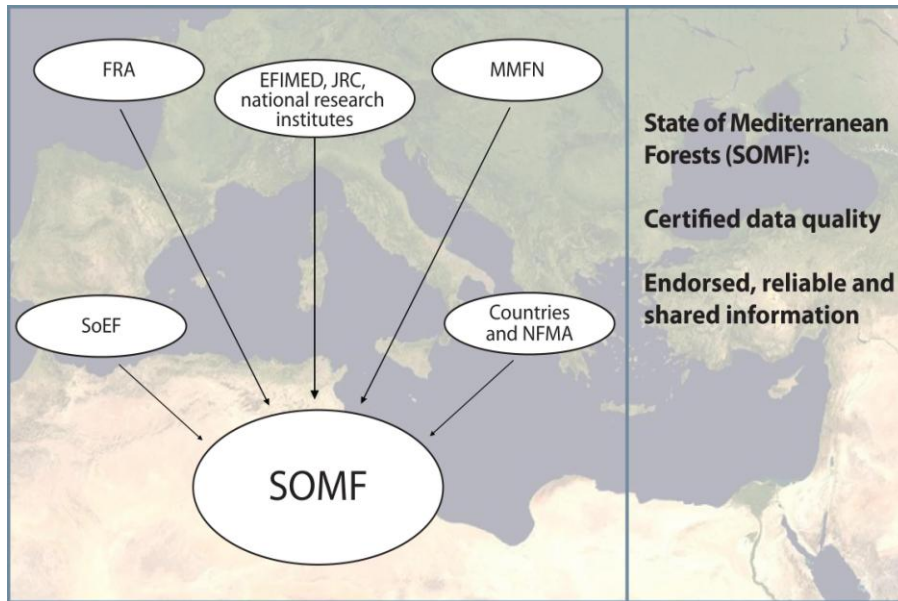 FRA
EFIMED, JRC,
national research
institutes
MMFN
SoEF
Countries
and NFMA
SOMF
State of Mediterranean
Forests (SOMF):
Certified data quality
Endorsed, reliable and
shared information